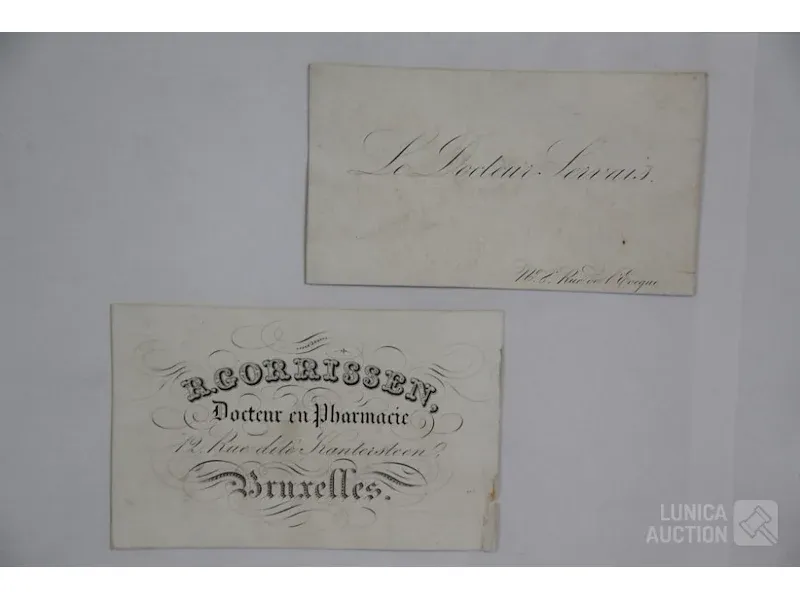 Le Docteur Servais.
Rue de l'Evêque
R. GORRISSEN,
Docteur en Pharmacie
12, Rue dite Kantersteen
Bruxelles.
LUNICA
AUCTION